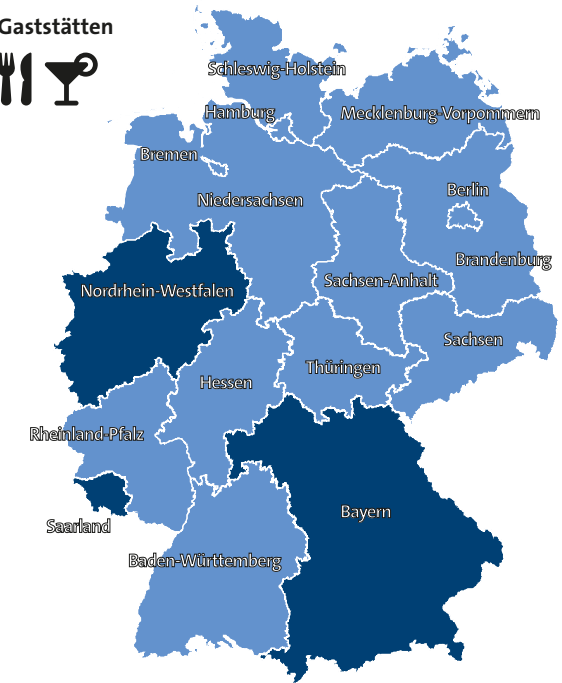 Gaststätten
Schleswig-Holstein
Hamburg
Mecklenburg-Vorpommern
Bremen
Berlin
Niedersachsen
Brandenburg
Sachsen-Anhalt
Nordrhein-Westfalen
Sachsen
Thüringen
Hessen
Rheinland-Pfalz
Bayern
Saarland
Baden-Württemberg